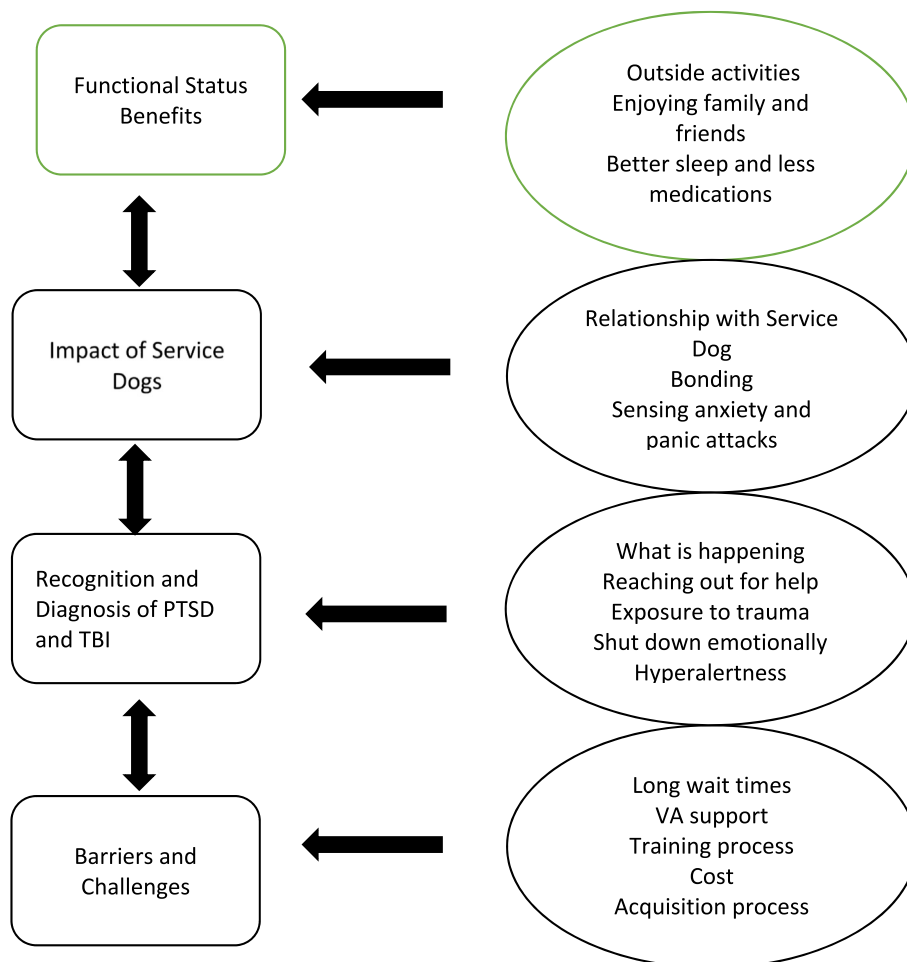 Functional Status
Benefits
Outside activities
Enjoying family and
friends
Better sleep and less
medications
Impact of Service
Dogs
Relationship with Service
Dog
Bonding
Sensing anxiety and
panic attacks
Recognition and
Diagnosis of PTSD
and TBI
What is happening
Reaching out for help
Exposure to trauma
Shut down emotionally
Hyperalertness
Barriers and
Challenges
Long wait times
VA support
Training process
Cost
Acquisition process